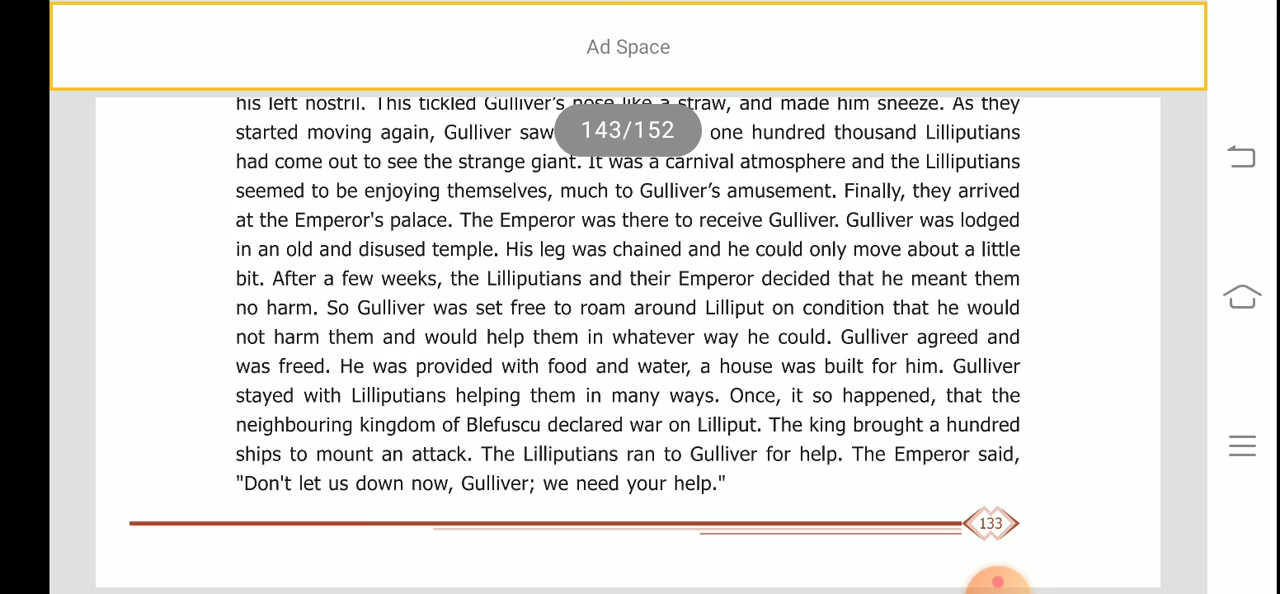 Ad Space
his left nostril. This tickled Gulliver's nose like a straw, and made him sneeze. As they
143/152
started moving again, Gulliver saw one hundred thousand Lilliputians
had come out to see the strange giant. It was a carnival atmosphere and the Lilliputians
seemed to be enjoying themselves, much to Gulliver's amusement. Finally, they arrived
at the Emperor's palace. The Emperor was there to receive Gulliver. Gulliver was lodged
in an old and disused temple. His leg was chained and he could only move about a little
bit. After a few weeks, the Lilliputians and their Emperor decided that he meant them
no harm. So Gulliver was set free to roam around Lilliput on condition that he would
not harm them and would help them in whatever way he could. Gulliver agreed and
was freed. He was provided with food and water, a house was built for him. Gulliver
stayed with Lilliputians helping them in many ways. Once, it so happened, that the
neighbouring kingdom of Blefuscu declared war on Lilliput. The king brought a hundred
ships to mount an attack. The Lilliputians ran to Gulliver for help. The Emperor said,
"Don't let us down now, Gulliver; we need your help."
133